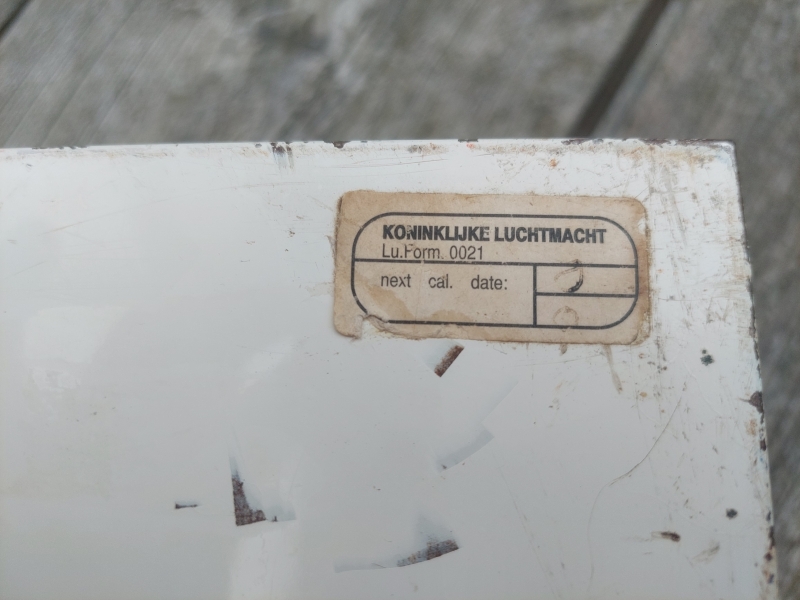 KONINKLIJKE LUCHTMACHT
Lu.Form. 0021
next cal. date: